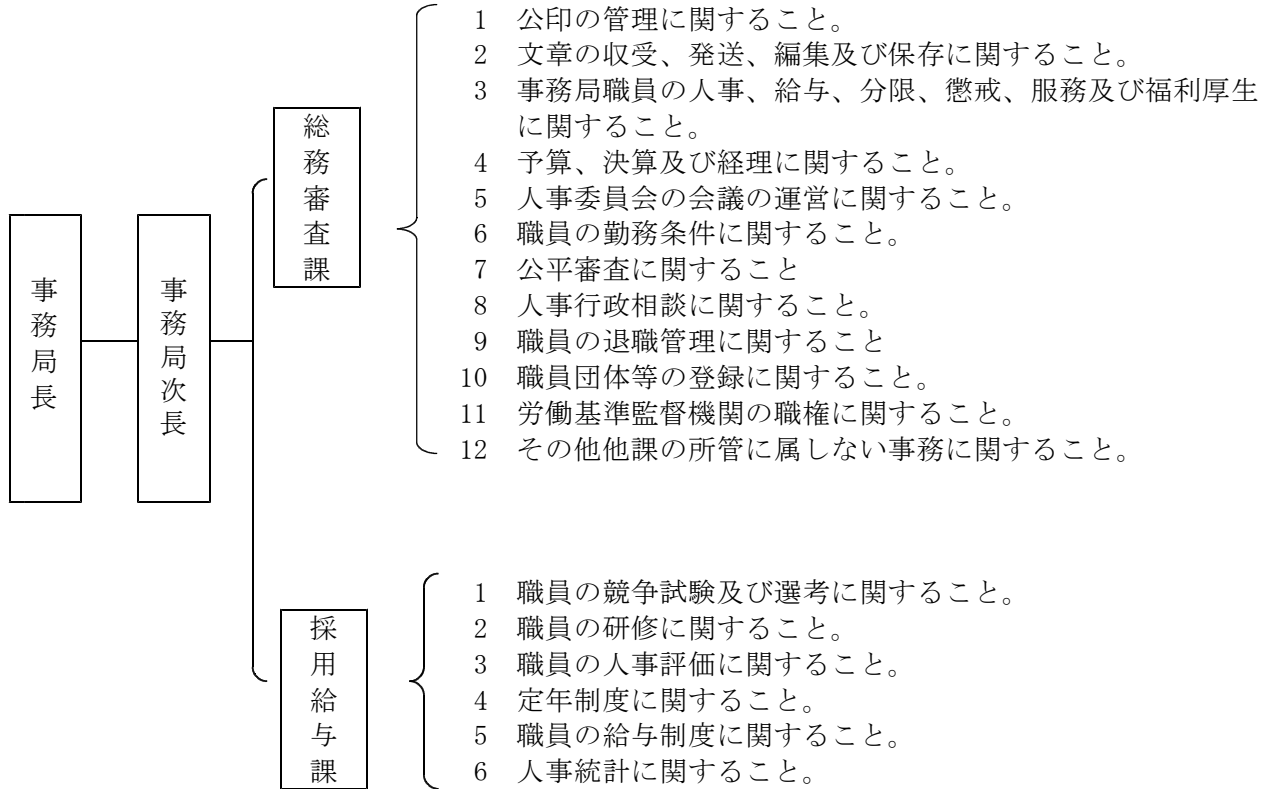 事務局長
事務局次長
総務審査課
1 公印の管理に関すること。
2 文章の収受、発送、編集及び保存に関すること。
3 事務局職員の人事、給与、分限、懲戒、服務及び福利厚生
に関すること。
4 予算、決算及び経理に関すること。
5 人事委員会の会議の運営に関すること。
6 職員の勤務条件に関すること。
7 公平審査に関すること
8 人事行政相談に関すること。
9 職員の退職管理に関すること
10 職員団体等の登録に関すること。
11 労働基準監督機関の職権に関すること。
12 その他他課の所管に属しない事務に関すること。
採用給与課
1 職員の競争試験及び選考に関すること。
2 職員の研修に関すること。
3 職員の人事評価に関すること。
4 定年制度に関すること。
5 職員の給与制度に関すること。
6 人事統計に関すること。